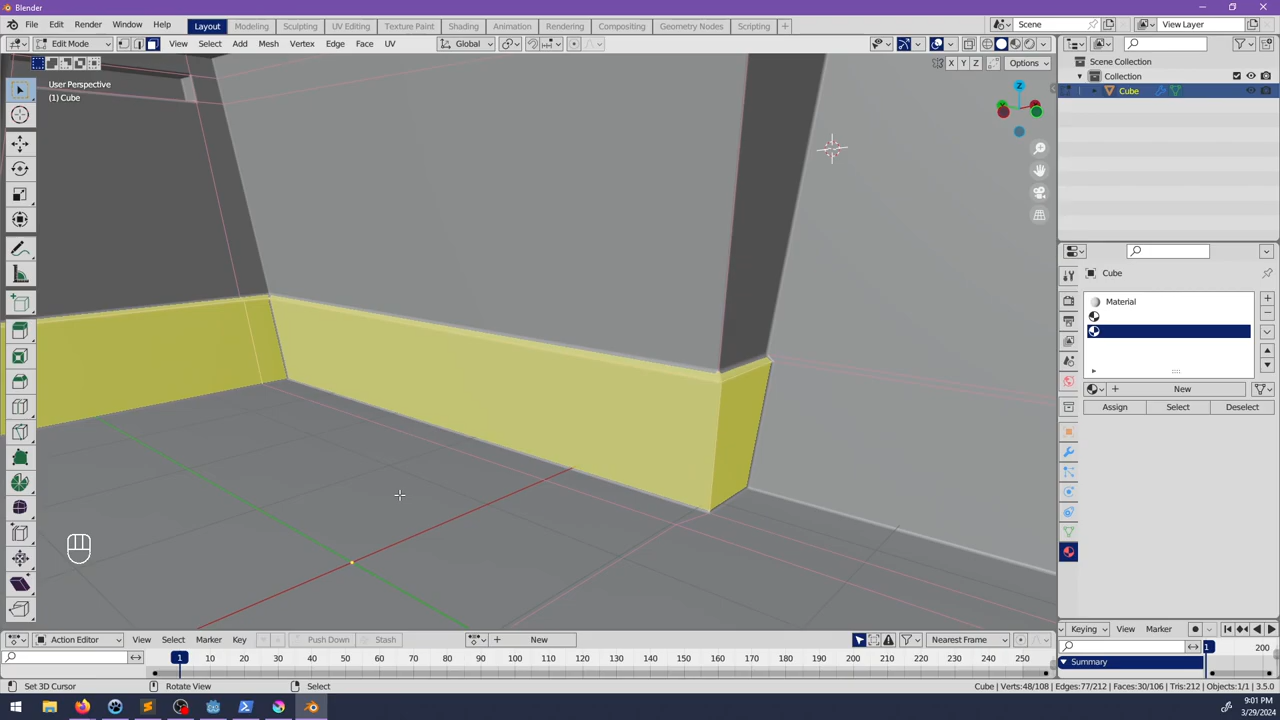 Blender
File Edit Render Window Help Layout Modeling Sculpting UV Editing Texture Paint Shading Animation Rendering Compositing Geometry Nodes Scripting + Scene View Layer
Edit Mode View Select Add Mesh Vertex Edge Face UV Global
X Y Z Options
User Perspective
(1) Cube
Z
Scene Collection
Collection
Cube
Cube
Material
+ New
Assign Select Deselect
Action Editor View Select Marker Key Push Down Stash + New Nearest Frame
Keying View Marker
1 10 20 30 40 50 60 70 80 90 100 110 120 130 140 150 160 170 180 190 200 210 220 230 240 250
1 200
Summary
Set 3D Cursor Rotate View Select
Cube | Verts:48/108 | Edges:77/212 | Faces:30/106 | Tris:212 | Objects:1/1 | 3.5.0
9:01 PM
3/29/2024